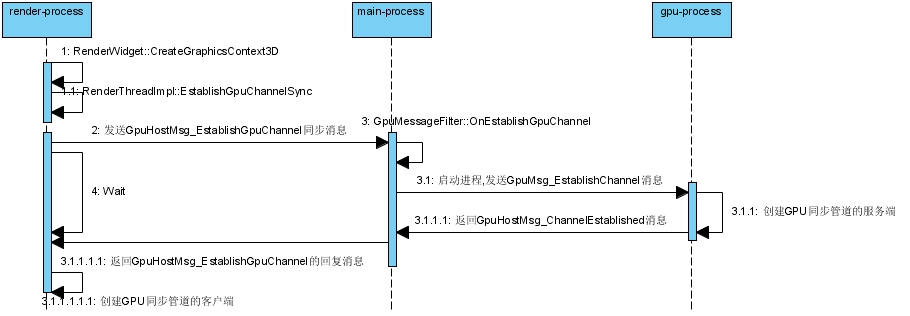 render-process
main-process
gpu-process
1: RenderWidget::CreateGraphicsContext3D
1.1: RenderThreadImpl::EstablishGpuChannelSync
2: 发送GpuHostMsg_EstablishGpuChannel同步消息
3: GpuMessageFilter::OnEstablishGpuChannel
3.1: 启动进程,发送GpuMsg_EstablishChannel消息
4: Wait
3.1.1: 创建GPU同步管道的服务端
3.1.1.1: 返回GpuHostMsg_ChannelEstablished消息
3.1.1.1.1: 返回GpuHostMsg_EstablishGpuChannel的回复消息
3.1.1.1.1.1: 创建GPU同步管道的客户端